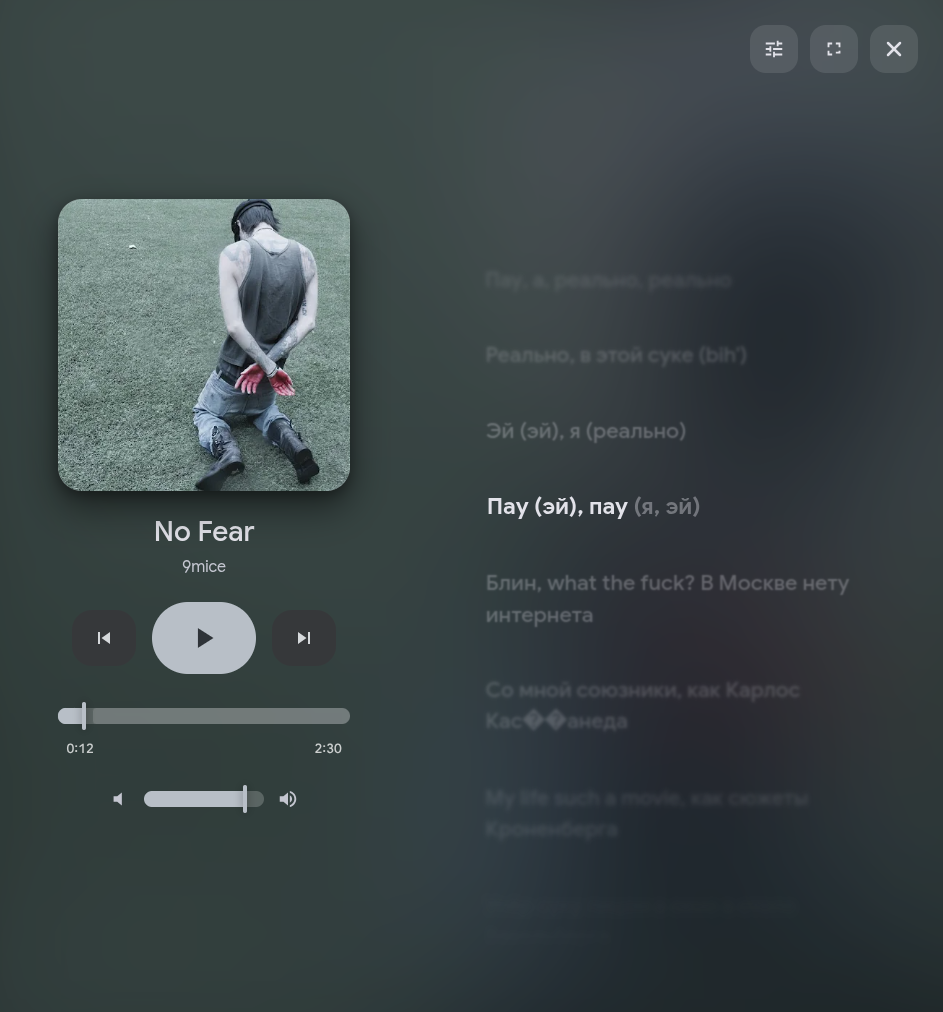 No Fear
9mice
0:12
2:30
Пау, а, реально, реально
Реально, в этой суке (bih')
Эй (эй), я (реально)
Пау (эй), пау (я, эй)
Блин, what the fuck? В Москве нету
интернета
Со мной союзники, как Карлос
Кас��анеда
My life such a movie, как сюжеты
Кроненберга